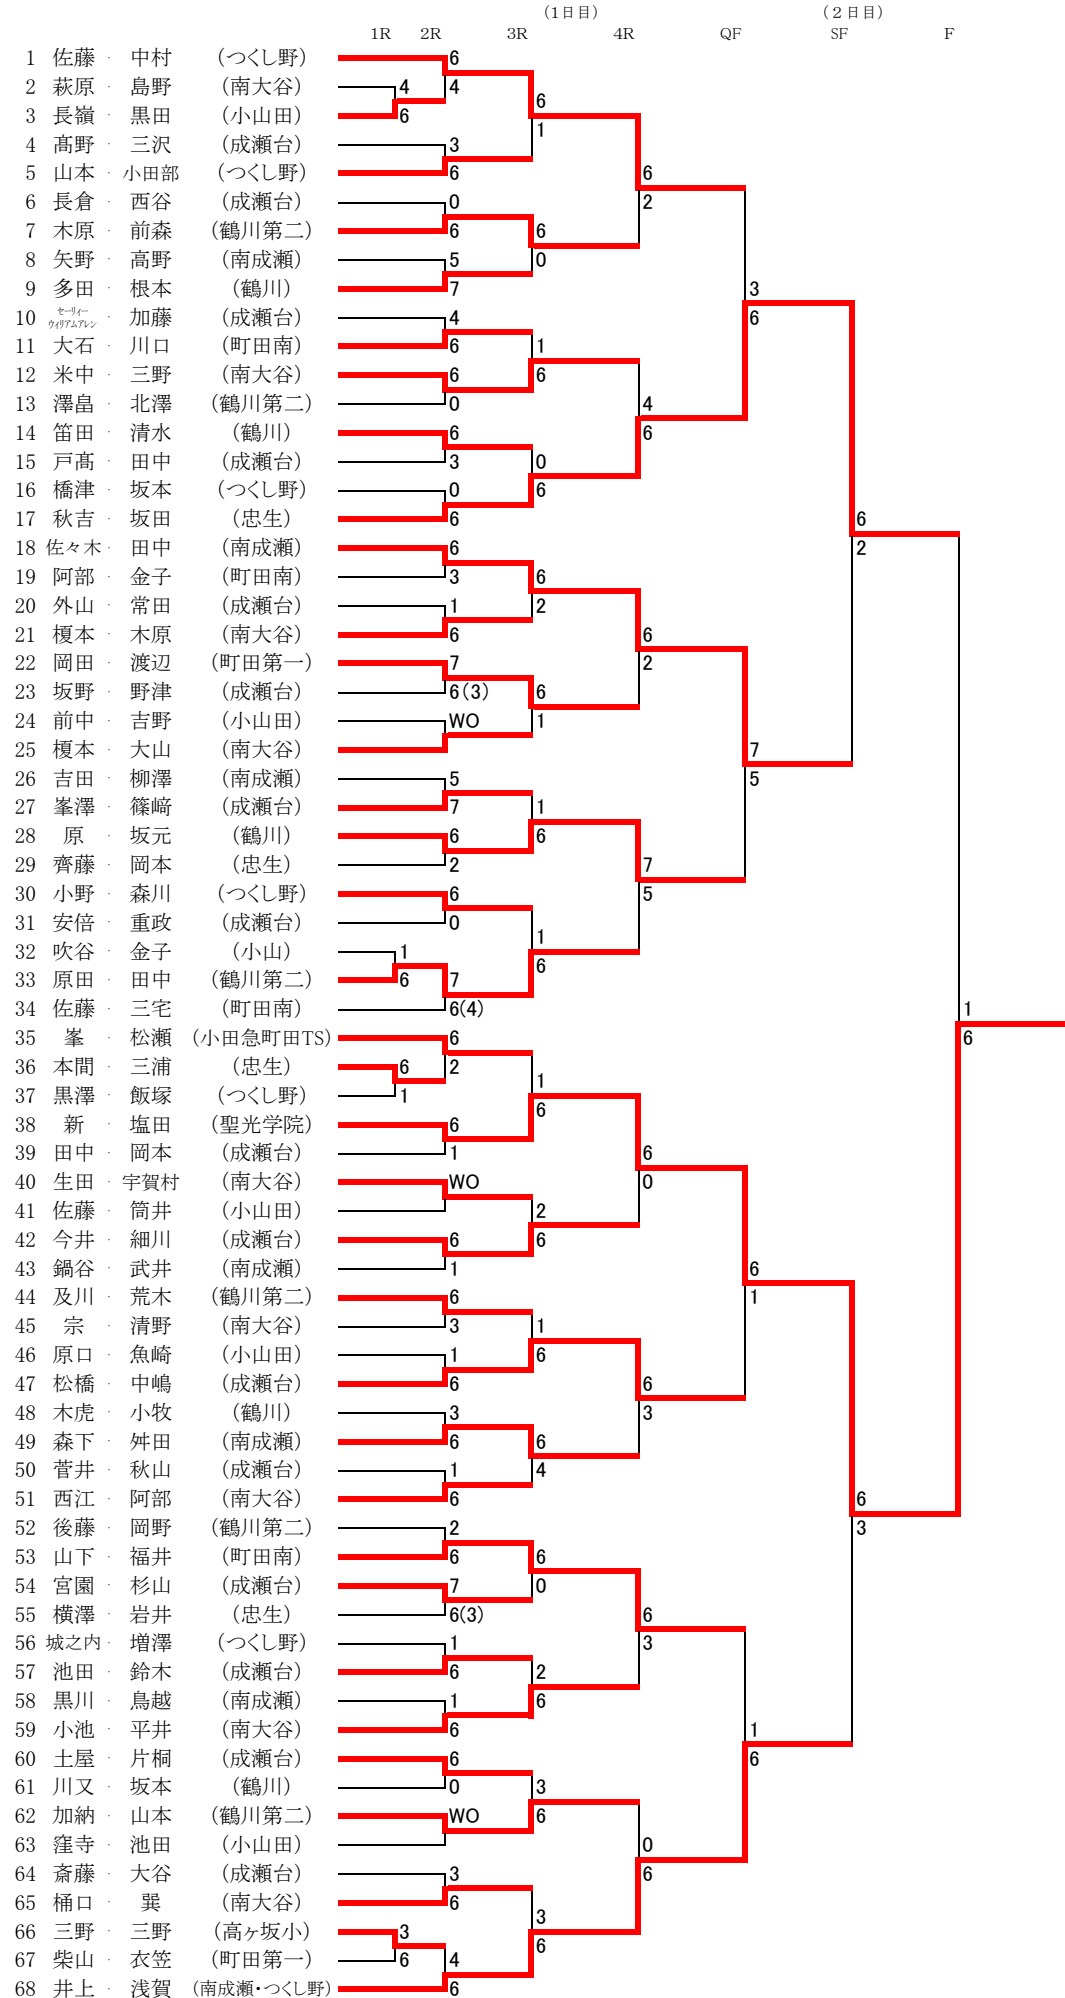 (1日目) (２日目)
1R 2R 3R 4R QF SF F
1 佐藤 · 中村 (つくし野) 6
2 萩原 · 島野 (南大谷) 4 4
6
3 長嶺 · 黒田 (小山田) 6 1
4 髙野 · 三沢 (成瀬台) 3
5 山本 · 小田部 (つくし野) 6 6
6 長倉 · 西谷 (成瀬台) 0 2
7 木原 · 前森 (鶴川第二) 6 6
8 矢野 · 高野 (南成瀬) 5 0
9 多田 · 根本 (鶴川) 7 3
10 セーリィー ウィリアムアレン 加藤 (成瀬台) 4 6
11 大石 · 川口 (町田南) 6 1
12 米中 · 三野 (南大谷) 6 6
13 澤畠 · 北澤 (鶴川第二) 0 4
14 笛田 · 清水 (鶴川) 6 6
15 戸髙 · 田中 (成瀬台) 3 0
16 橋津 · 坂本 (つくし野) 0 6
17 秋吉 · 坂田 (忠生) 6 6
18 佐々木 · 田中 (南成瀬) 6 2
19 阿部 · 金子 (町田南) 3 6
20 外山 · 常田 (成瀬台) 1 2
21 榎本 · 木原 (南大谷) 6 6
22 岡田 · 渡辺 (町田第一) 7 2
23 坂野 · 野津 (成瀬台) 6(3) 6
24 前中 · 吉野 (小山田) WO 1
25 榎本 · 大山 (南大谷) 7
26 吉田 · 柳澤 (南成瀬) 5 5
27 峯澤 · 篠﨑 (成瀬台) 7 1
28 原 · 坂元 (鶴川) 6 6
29 齊藤 · 岡本 (忠生) 2 7
30 小野 · 森川 (つくし野) 6 5
31 安倍 · 重政 (成瀬台) 0
32 吹谷 · 金子 (小山) 1 1
33 原田 · 田中 (鶴川第二) 6 7 6
34 佐藤 · 三宅 (町田南) 6(4) 1
35 峯 · 松瀬 (小田急町田TS) 6 6
36 本間 · 三浦 (忠生) 6 2
37 黒澤 · 飯塚 (つくし野) 1 1
6
38 新 · 塩田 (聖光学院) 6
39 田中 · 岡本 (成瀬台) 1 6
40 生田 · 宇賀村 (南大谷) WO 0
41 佐藤 · 筒井 (小山田) 2
42 今井 · 細川 (成瀬台) 6 6
43 鍋谷 · 武井 (南成瀬) 1 6
44 及川 · 荒木 (鶴川第二) 6 1
45 宗 · 清野 (南大谷) 3 1
46 原口 · 魚崎 (小山田) 1 6
47 松橋 · 中嶋 (成瀬台) 6 6
48 木虎 · 小牧 (鶴川) 3 3
49 森下 · 舛田 (南成瀬) 6 6
50 菅井 · 秋山 (成瀬台) 1 4
51 西江 · 阿部 (南大谷) 6 6
52 後藤 · 岡野 (鶴川第二) 2 3
53 山下 · 福井 (町田南) 6 6
54 宮園 · 杉山 (成瀬台) 7 0
55 横澤 · 岩井 (忠生) 6(3) 6
56 城之内 · 増澤 (つくし野) 1 3
57 池田 · 鈴木 (成瀬台) 6 2
58 黒川 · 鳥越 (南成瀬) 1 6
59 小池 · 平井 (南大谷) 6 1
60 土屋 · 片桐 (成瀬台) 6 6
61 川又 · 坂本 (鶴川) 0 3
62 加納 · 山本 (鶴川第二) WO 6
63 窪寺 · 池田 (小山田) 0
64 斎藤 · 大谷 (成瀬台) 3 6
65 桶口 · 巽 (南大谷) 6 3
66 三野 · 三野 (高ヶ坂小) 3 6
67 柴山 · 衣笠 (町田第一) 6 4
68 井上 · 浅賀 (南成瀬・つくし野) 6